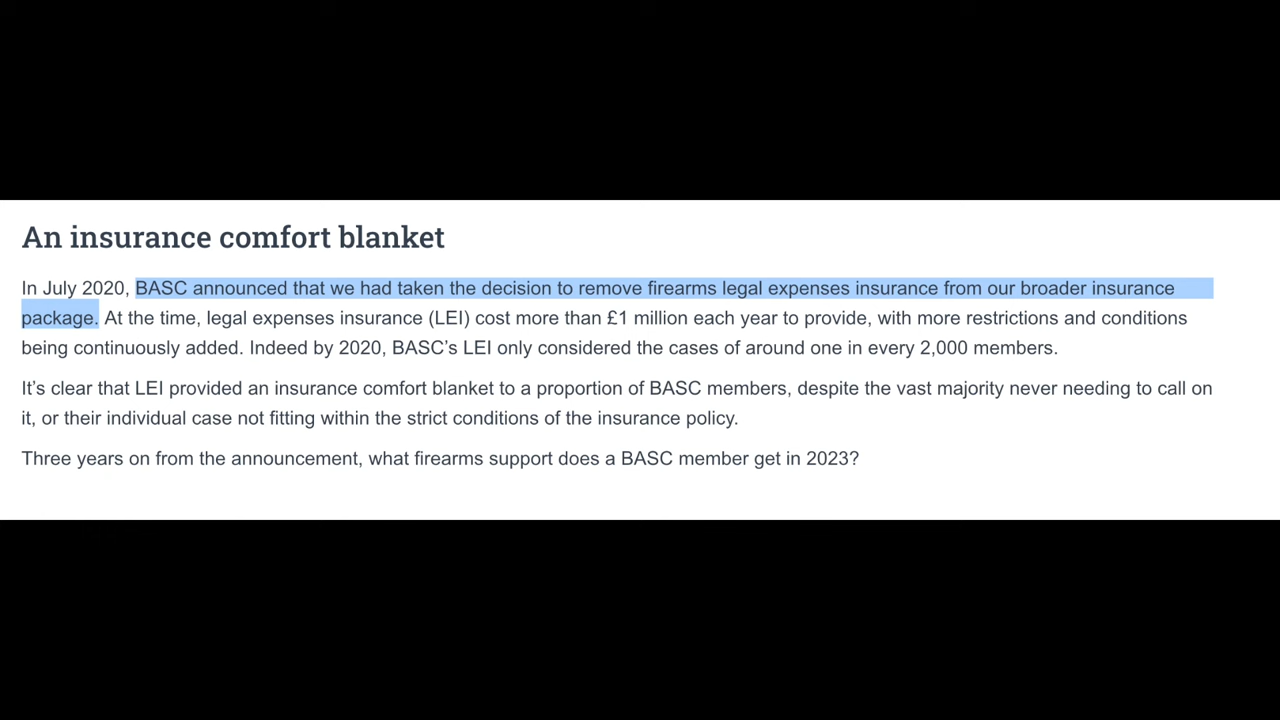 An insurance comfort blanket
In July 2020, BASC announced that we had taken the decision to remove firearms legal expenses insurance from our broader insurance
package. At the time, legal expenses insurance (LEI) cost more than £1 million each year to provide, with more restrictions and conditions
being continuously added. Indeed by 2020, BASC’s LEI only considered the cases of around one in every 2,000 members.
It’s clear that LEI provided an insurance comfort blanket to a proportion of BASC members, despite the vast majority never needing to call on
it, or their individual case not fitting within the strict conditions of the insurance policy.
Three years on from the announcement, what firearms support does a BASC member get in 2023?